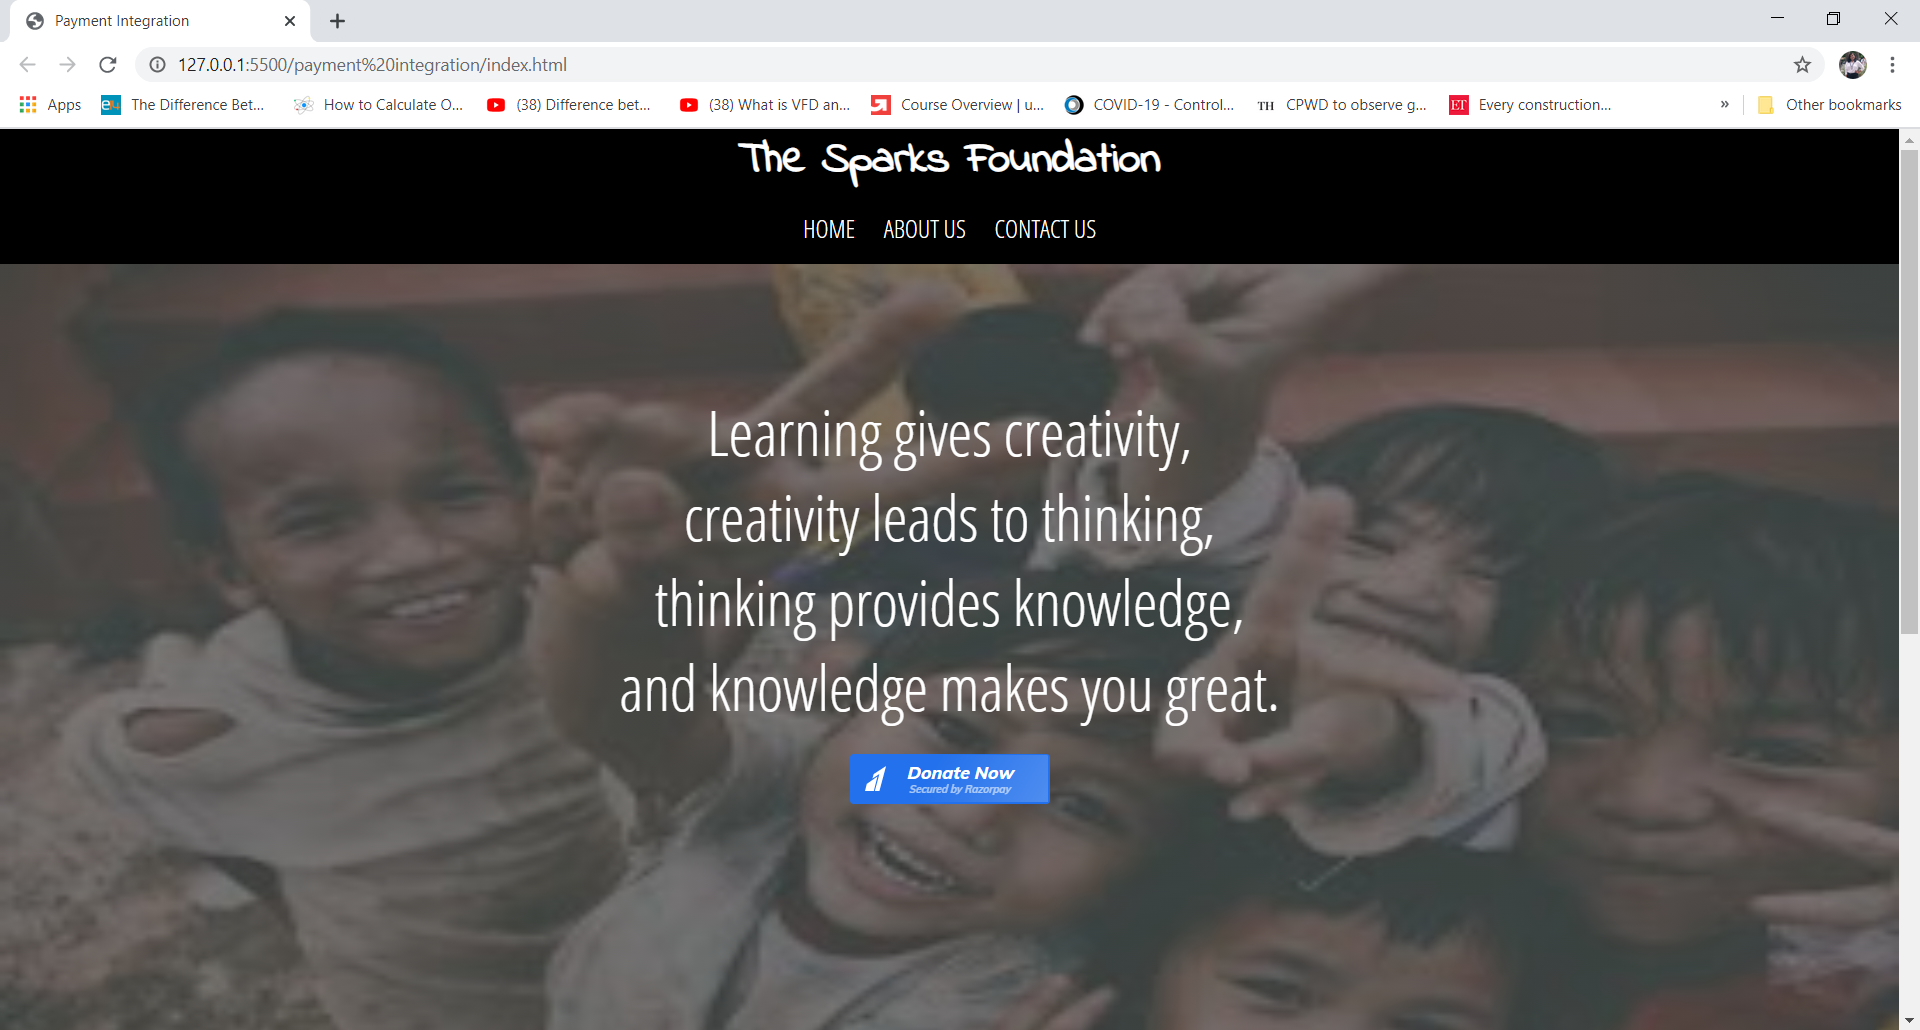 Payment Integration
127.0.0.1:5500/payment%20integration/index.html
Apps The Difference Bet... How to Calculate O... (38) Difference bet... (38) What is VFD an... Course Overview | u... COVID-19 - Control... TH CPWD to observe g... ET Every construction... » Other bookmarks
The Sparks Foundation
HOME ABOUT US CONTACT US
Learning gives creativity,
creativity leads to thinking,
thinking provides knowledge,
and knowledge makes you great.
Donate Now
Secured by Razorpay